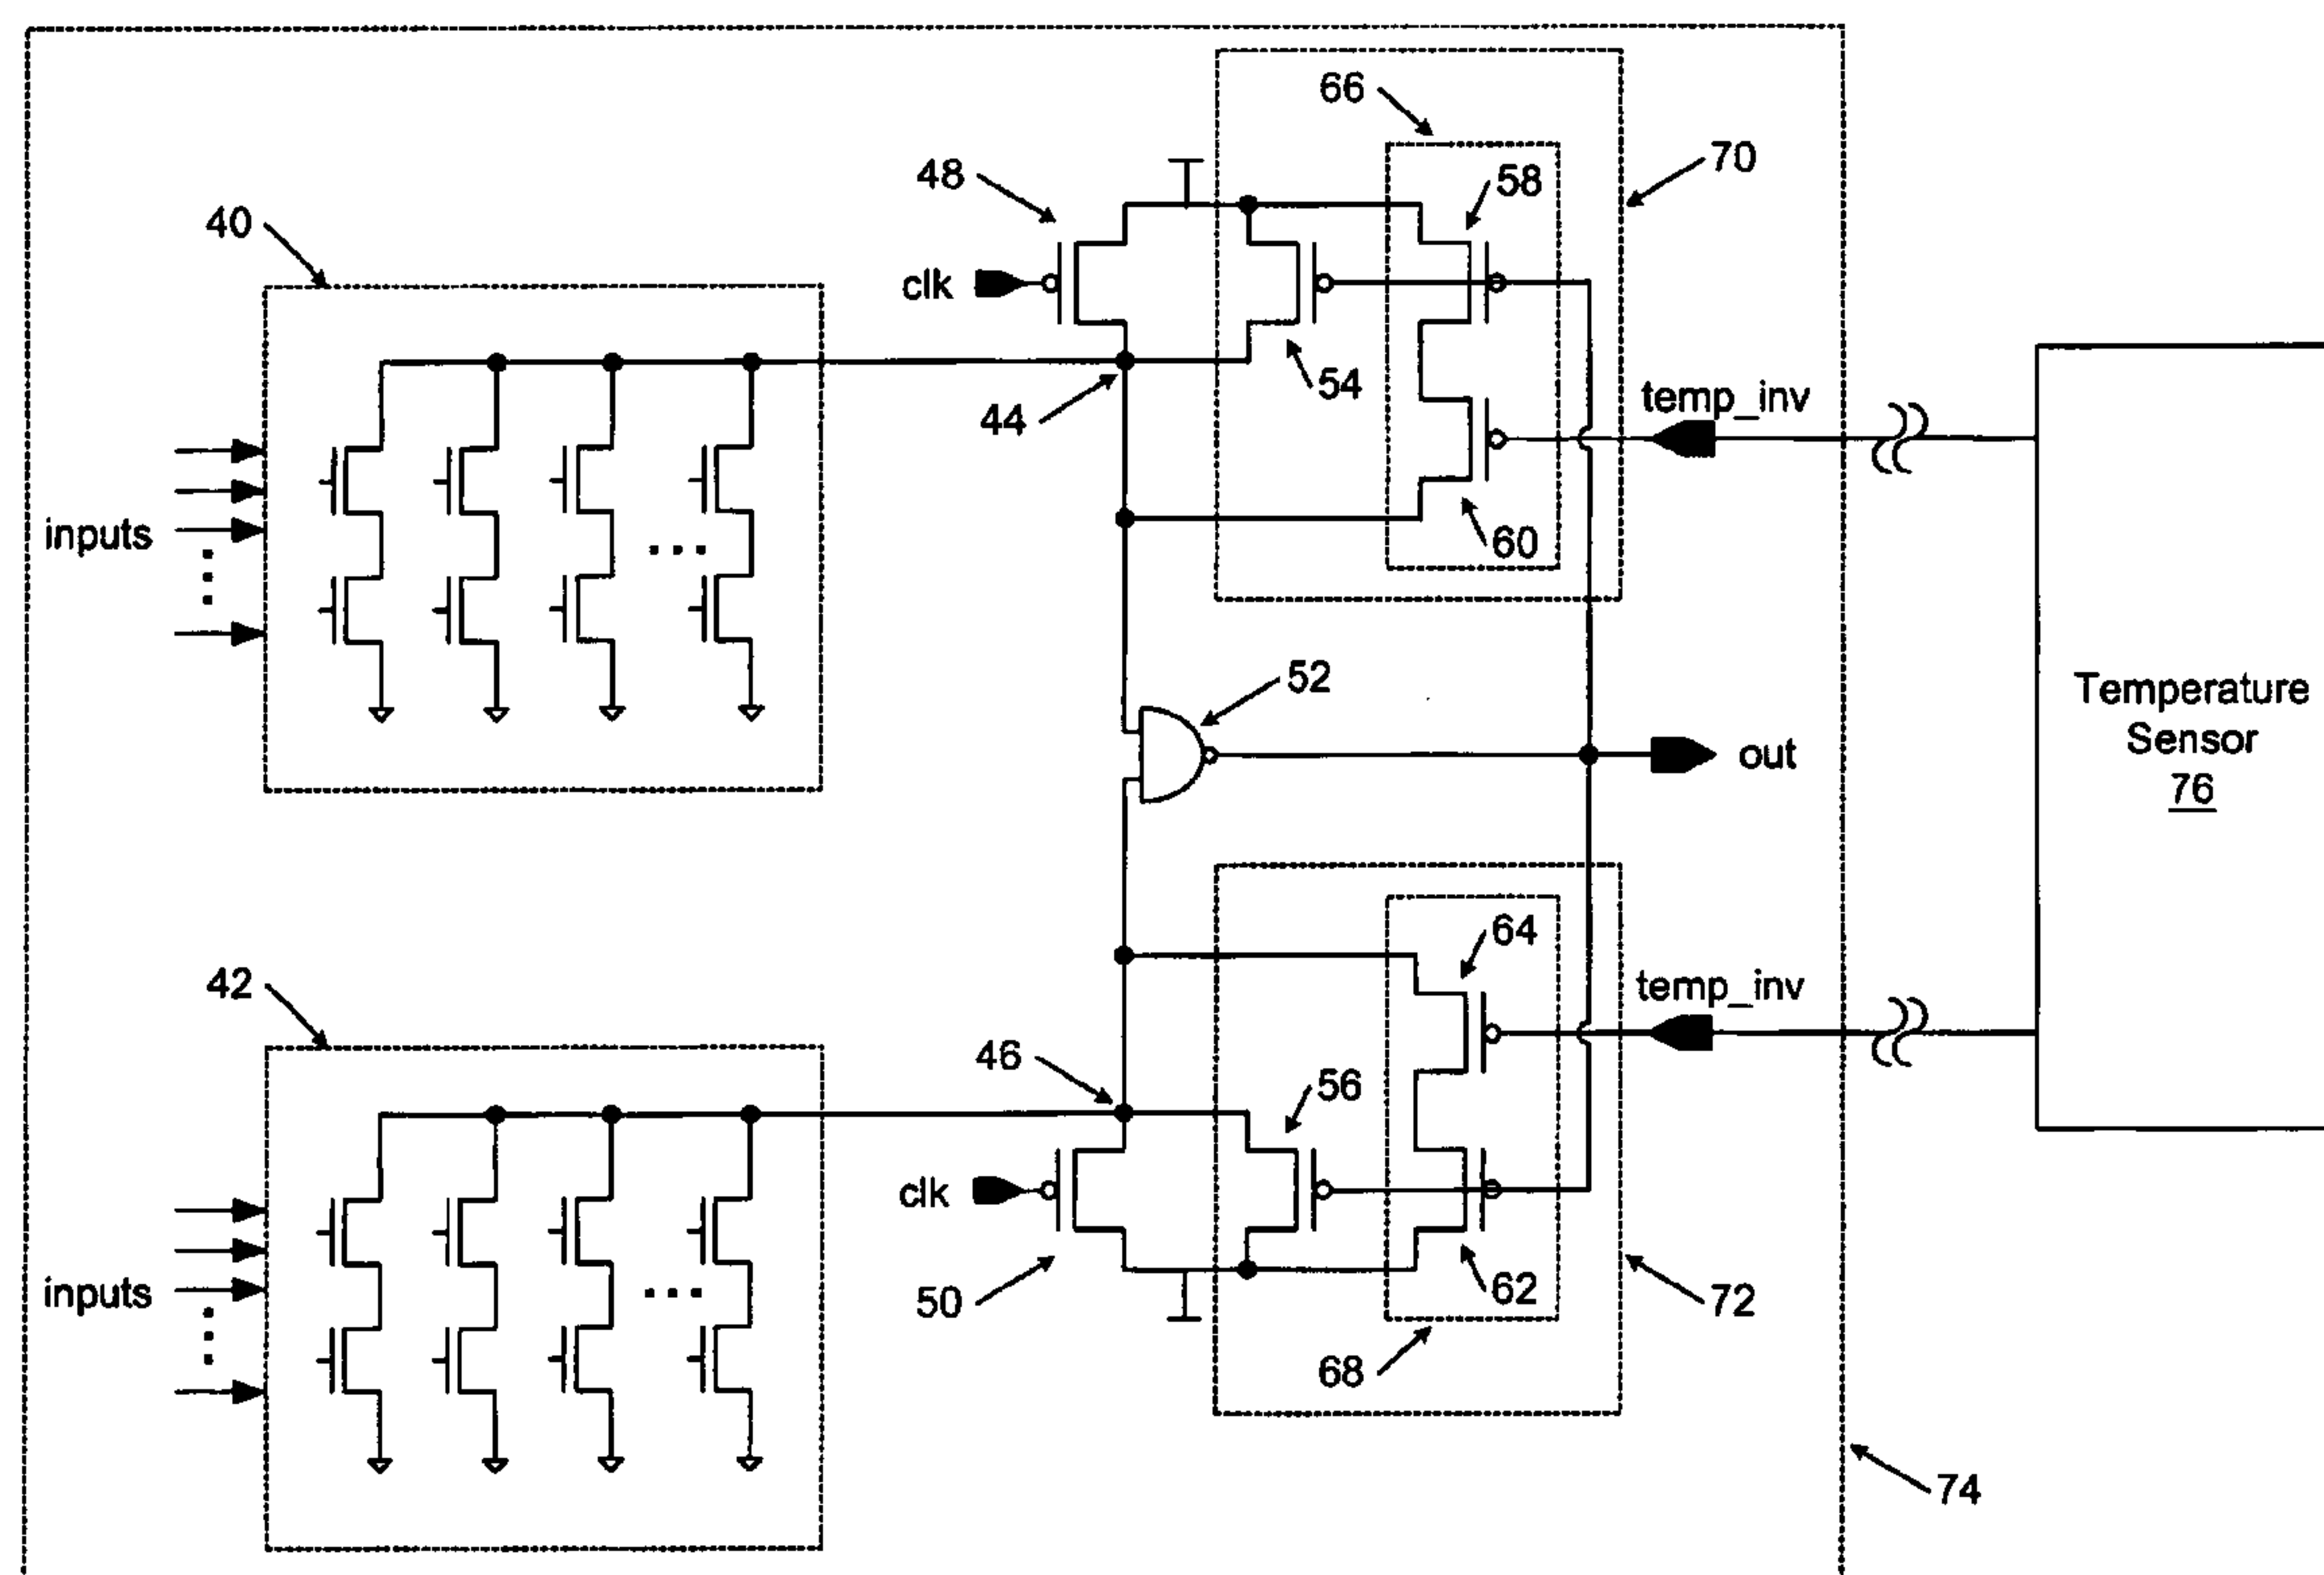 66
70
48
58
40
clk
54
temp_inv
44
inputs
60
52
Temperature
Sensor
76
out
64
42
temp_inv
46
56
clk
inputs
50
62
72
68
74